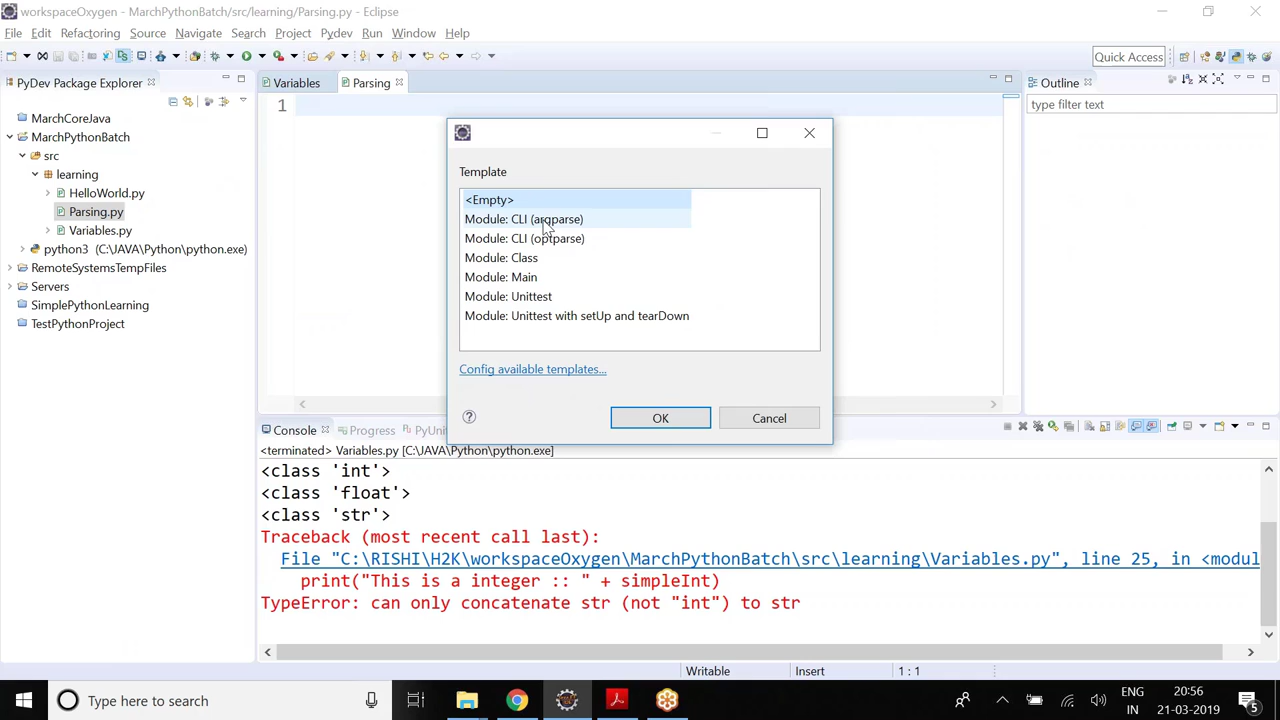 workspaceOxygen - MarchPythonBatch/src/learning/Parsing.py - Eclipse
File Edit Refactoring Source Navigate Search Project Pydev Run Window Help
Quick Access
PyDev Package Explorer
Variables
Parsing
Outline
type filter text
1
MarchCoreJava
MarchPythonBatch
src
learning
HelloWorld.py
Parsing.py
Variables.py
python3 (C:\JAVA\Python\python.exe)
RemoteSystemsTempFiles
Servers
SimplePythonLearning
TestPythonProject
Template
<Empty>
Module: CLI (argparse)
Module: CLI (optparse)
Module: Class
Module: Main
Module: Unittest
Module: Unittest with setUp and tearDown
Config available templates...
OK
Cancel
Console
Progress
PyUni
<terminated> Variables.py [C:\JAVA\Python\python.exe]
<class 'int'>
<class 'float'>
<class 'str'>
Traceback (most recent call last):
File "C:\RISHI\H2K\workspaceOxygen\MarchPythonBatch\src\learning\Variables.py", line 25, in <modul
print("This is a integer :: " + simpleInt)
TypeError: can only concatenate str (not "int") to str
Writable
Insert
1 : 1
Type here to search
ENG
IN
20:56
21-03-2019
5